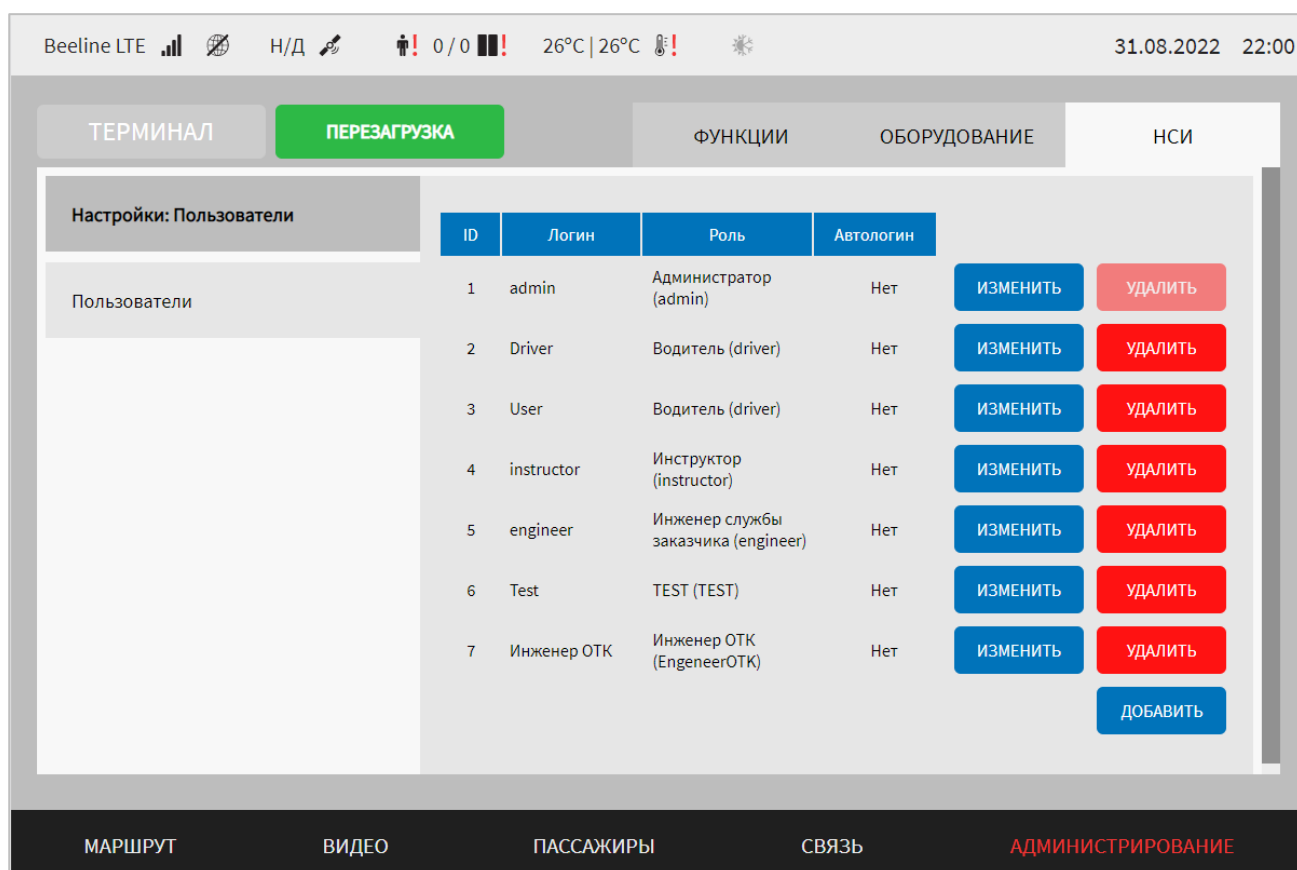 Beeline LTE Н/Д ! 0 / 0 ! 26°C | 26°C ! 31.08.2022 22:00
ТЕРМИНАЛ ПЕРЕЗАГРУЗКА ФУНКЦИИ ОБОРУДОВАНИЕ НСИ
Настройки: Пользователи
Пользователи
ID Логин Роль Автологин
1 admin Администратор (admin) Нет ИЗМЕНИТЬ УДАЛИТЬ
2 Driver Водитель (driver) Нет ИЗМЕНИТЬ УДАЛИТЬ
3 User Водитель (driver) Нет ИЗМЕНИТЬ УДАЛИТЬ
4 instructor Инструктор (instructor) Нет ИЗМЕНИТЬ УДАЛИТЬ
5 engineer Инженер службы заказчика (engineer) Нет ИЗМЕНИТЬ УДАЛИТЬ
6 Test TEST (TEST) Нет ИЗМЕНИТЬ УДАЛИТЬ
7 Инженер ОТК Инженер ОТК (EngeneerOTK) Нет ИЗМЕНИТЬ УДАЛИТЬ
ДОБАВИТЬ
МАРШРУТ ВИДЕО ПАССАЖИРЫ СВЯЗЬ АДМИНИСТРИРОВАНИЕ